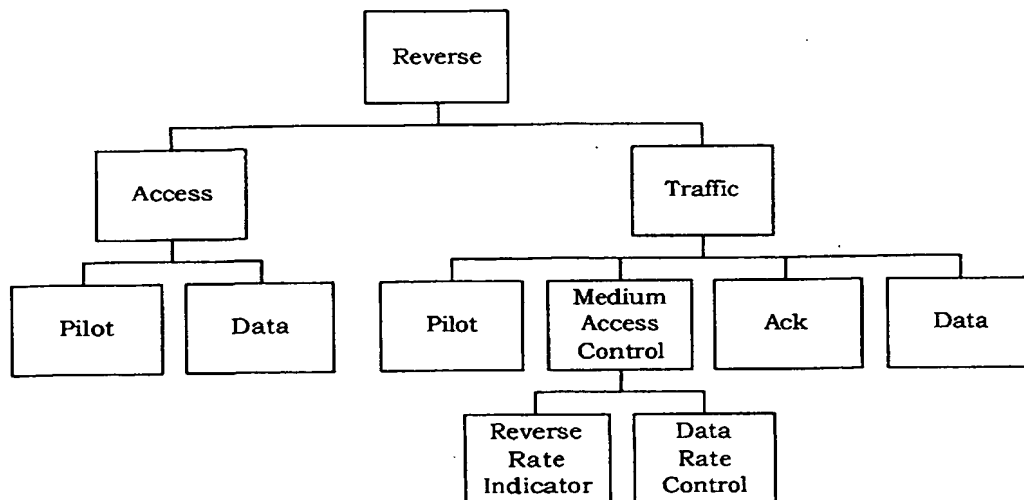 Reverse
Access
Traffic
Pilot
Data
Pilot
Medium
Access
Control
Ack
Data
Reverse
Rate
Indicator
Data
Rate
Control